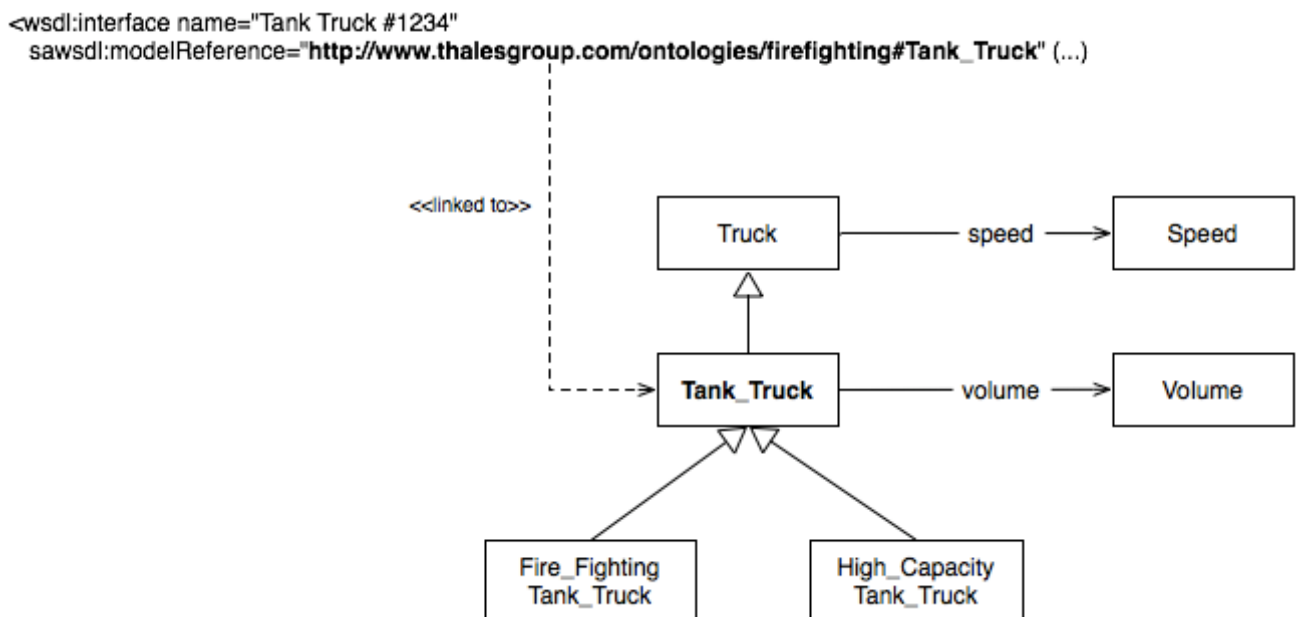 <wsdl:interface name="Tank Truck #1234"
sawsdl:modelReference="http://www.thalesgroup.com/ontologies/firefighting#Tank_Truck" (...)
<<linked to>>
Truck
speed
Speed
Tank_Truck
volume
Volume
Fire_Fighting
Tank_Truck
High_Capacity
Tank_Truck